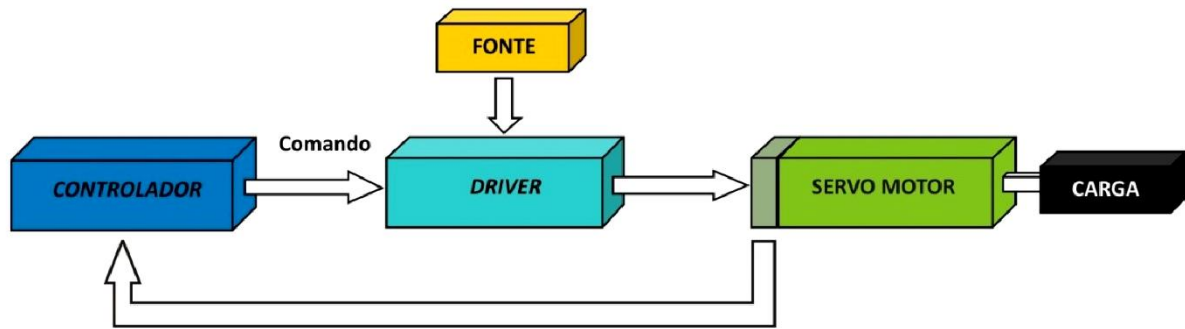 FONTE
Comando
CONTROLADOR
DRIVER
SERVO MOTOR
CARGA